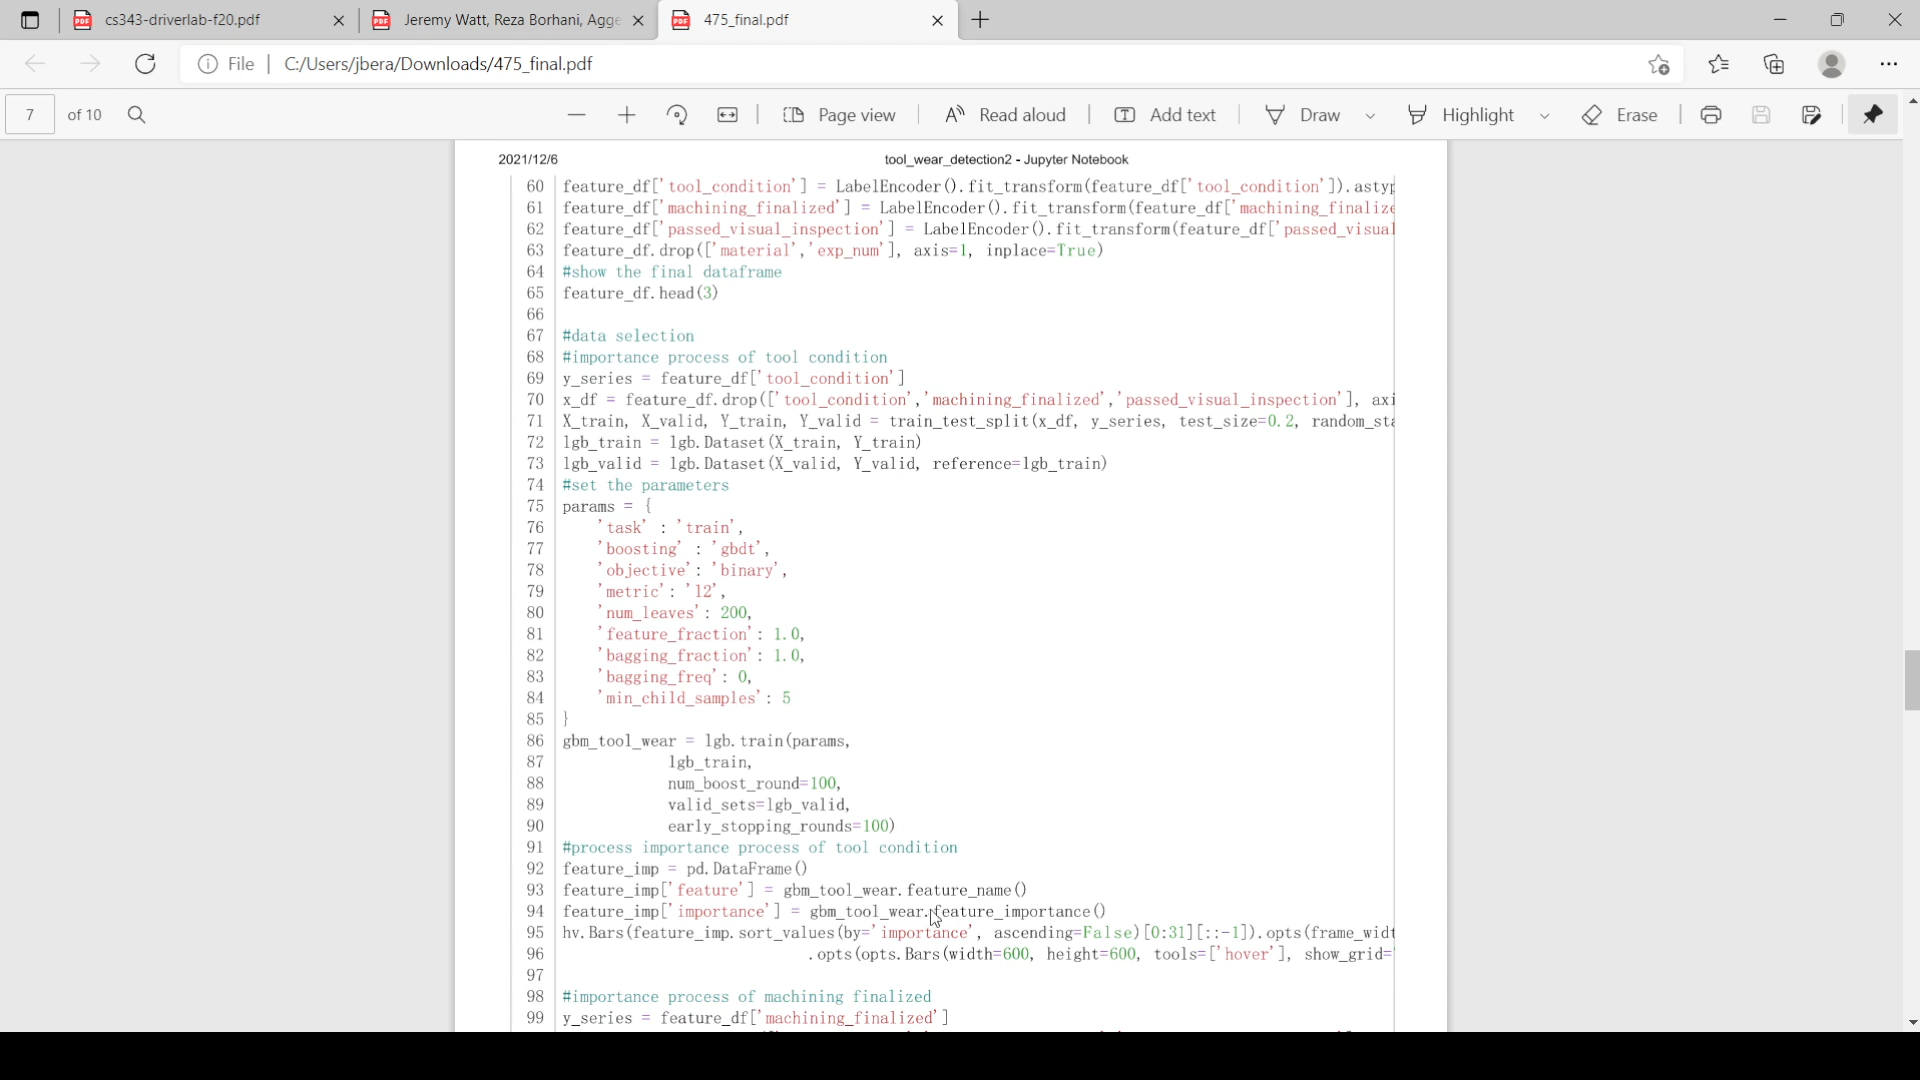 cs343-driverlab-f20.pdf
Jeremy Watt, Reza Borhani, Agge
475_final.pdf
File
C:/Users/jbera/Downloads/475_final.pdf
7 of 10
Page view
Read aloud
Add text
Draw
Highlight
Erase
2021/12/6
tool_wear_detection2 - Jupyter Notebook
60 feature_df['tool_condition'] = LabelEncoder().fit_transform(feature_df['tool_condition']).astyp
61 feature_df['machining_finalized'] = LabelEncoder().fit_transform(feature_df['machining_finalize
62 feature_df['passed_visual_inspection'] = LabelEncoder().fit_transform(feature_df['passed_visual
63 feature_df.drop(['material','exp_num'], axis=1, inplace=True)
64 #show the final dataframe
65 feature_df.head(3)
66
67 #data selection
68 #importance process of tool condition
69 y_series = feature_df['tool_condition']
70 x_df = feature_df.drop(['tool_condition','machining_finalized','passed_visual_inspection'], axi
71 X_train, X_valid, Y_train, Y_valid = train_test_split(x_df, y_series, test_size=0.2, random_sta
72 lgb_train = lgb.Dataset(X_train, Y_train)
73 lgb_valid = lgb.Dataset(X_valid, Y_valid, reference=lgb_train)
74 #set the parameters
75 params = {
76 'task' : 'train',
77 'boosting' : 'gbdt',
78 'objective': 'binary',
79 'metric': 'l2',
80 'num_leaves': 200,
81 'feature_fraction': 1.0,
82 'bagging_fraction': 1.0,
83 'bagging_freq': 0,
84 'min_child_samples': 5
85 }
86 gbm_tool_wear = lgb.train(params,
87 lgb_train,
88 num_boost_round=100,
89 valid_sets=lgb_valid,
90 early_stopping_rounds=100)
91 #process importance process of tool condition
92 feature_imp = pd.DataFrame()
93 feature_imp['feature'] = gbm_tool_wear.feature_name()
94 feature_imp['importance'] = gbm_tool_wear.feature_importance()
95 hv.Bars(feature_imp.sort_values(by='importance', ascending=False)[0:31][::-1]).opts(frame_widt
96 .opts(opts.Bars(width=600, height=600, tools=['hover'], show_grid=
97
98 #importance process of machining finalized
99 y_series = feature_df['machining_finalized']